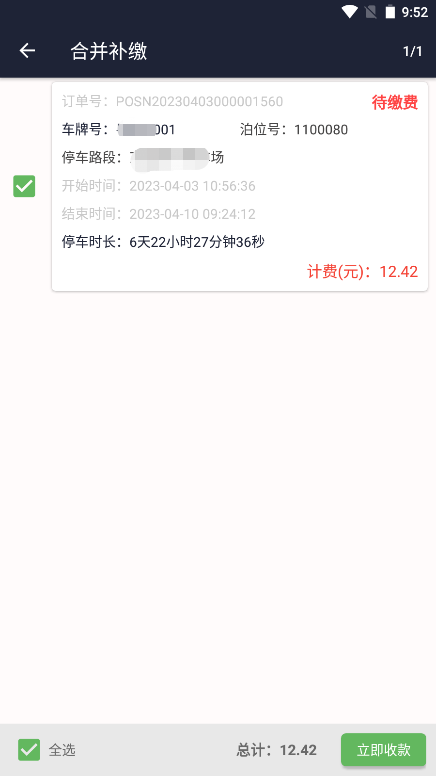 9:52
合并补缴
1/1
订单号：POSN20230403000001560
待缴费
车牌号：001
泊位号：1100080
停车路段：场
开始时间：2023-04-03 10:56:36
结束时间：2023-04-10 09:24:12
停车时长：6天22小时27分钟36秒
计费(元)：12.42
全选
总计：12.42
立即收款